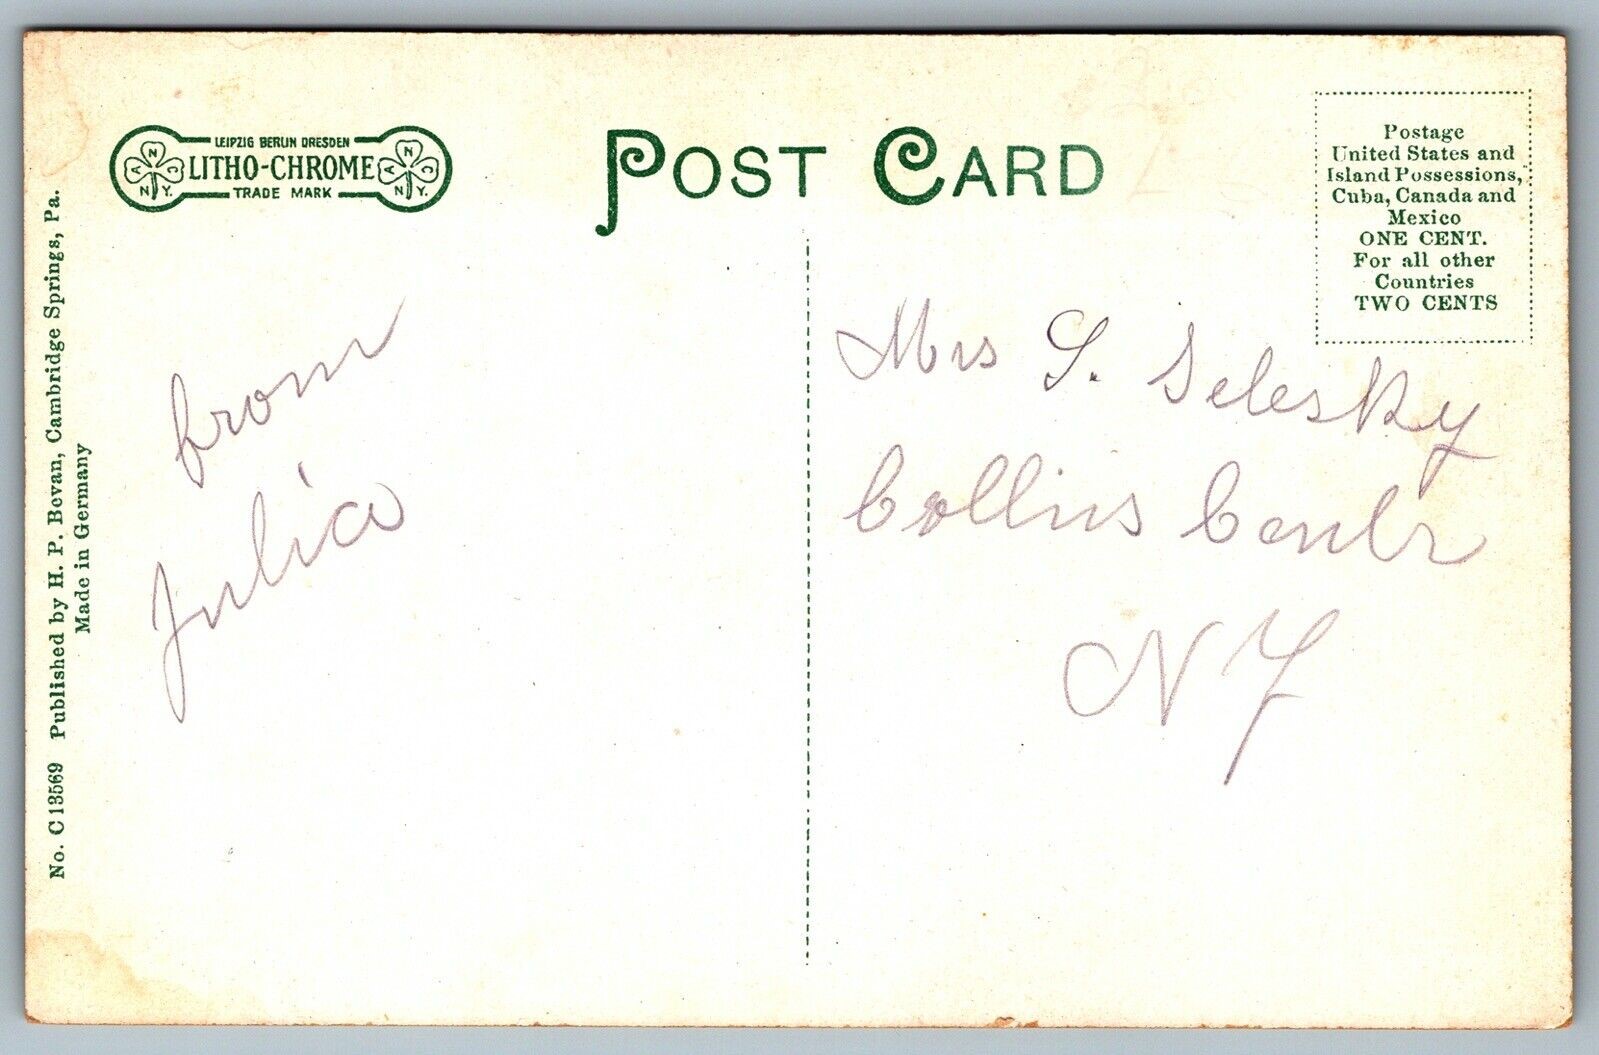 LEIPZIG BERLIN DRESDEN
LITHO-CHROME
TRADE MARK
A N C
N.Y.
A N C
N.Y.
POST CARD
Postage
United States and
Island Possessions,
Cuba, Canada and
Mexico
ONE CENT.
For all other
Countries
TWO CENTS
No. C 13569 Published by H. P. Bevan, Cambridge Springs, Pa.
Made in Germany
from
Julia
Mrs S. Selesky
Collins Centr
NY